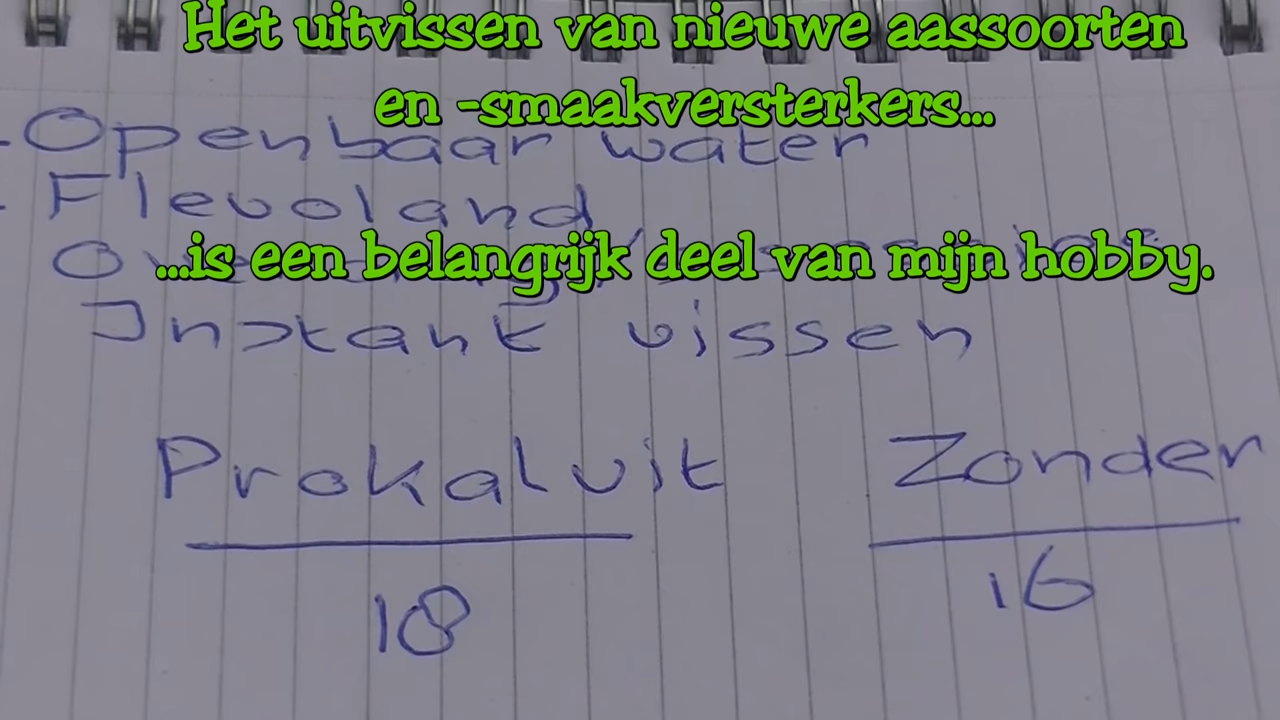 Het uitvissen van nieuwe aassoorten
en -smaakversterkers...
- Openbaar water
- Flevoland
...is een belangrijk deel van mijn hobby.
Instant vissen
Prokaluit Zonder
18 16